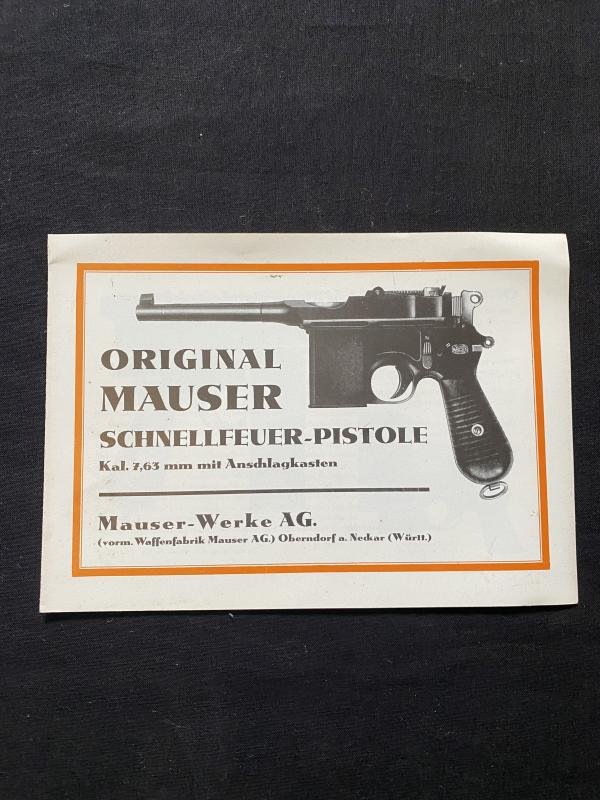 ORIGINAL
MAUSER
SCHNELLFEUER-PISTOLE
Kal. 7,63 mm mit Anschlagkasten
Mauser-Werke AG.
(vorm. Waffenfabrik Mauser AG.) Oberndorf a. Neckar (Württ.)